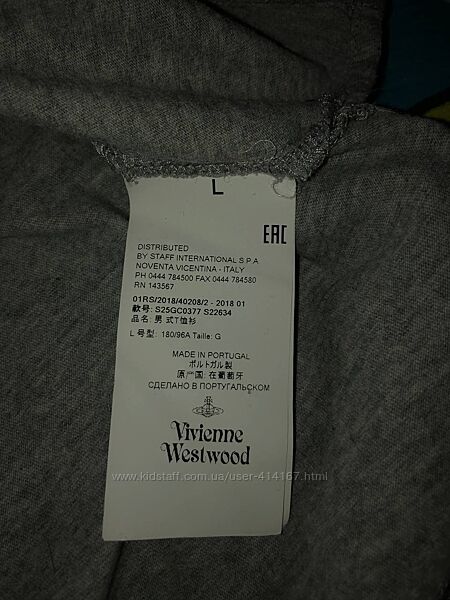 L
EAC
DISTRIBUTED
BY STAFF INTERNATIONAL S.P.A
NOVENTA VICENTINA - ITALY
PH 0444 784500 FAX 0444 784580
RN 143567
01RS/2018/40208/2 - 2018 01
款号: S25GC0377 S22634
品名: 男式T恤衫
L 号型: 180/96A Taille: G
MADE IN PORTUGAL
ポルトガル製
原产国: 在葡萄牙
СДЕЛАНО В ПОРТУГАЛЬСКОМ
Vivienne
Westwood
www.kidstaff.com.ua/user-414167.html